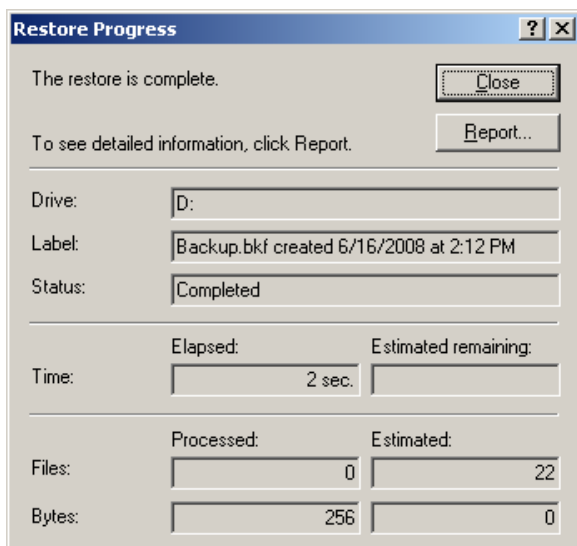 Restore Progress
The restore is complete.
Close
To see detailed information, click Report.
Report...
Drive: D:
Label: Backup.bkf created 6/16/2008 at 2:12 PM
Status: Completed
Elapsed: Estimated remaining:
Time: 2 sec.
Processed: Estimated:
Files: 0 22
Bytes: 256 0